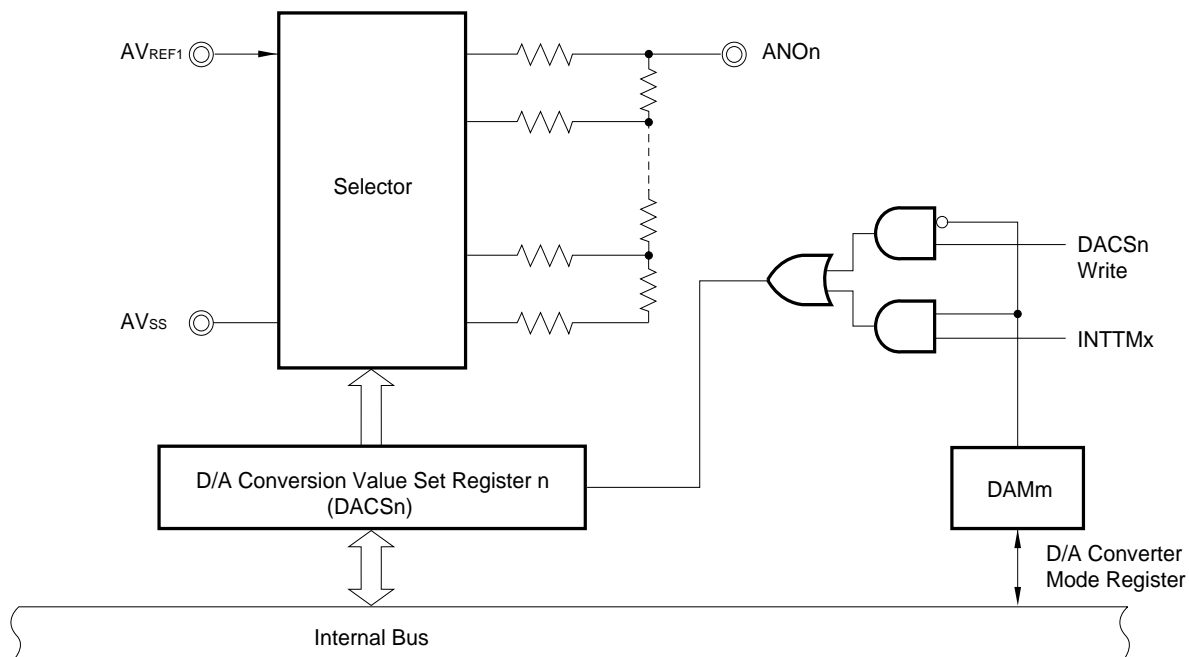 AVREF1
ANOn
Selector
DACSn
Write
AVSS
INTTMx
D/A Conversion Value Set Register n
(DACSn)
DAMm
D/A Converter
Mode Register
Internal Bus